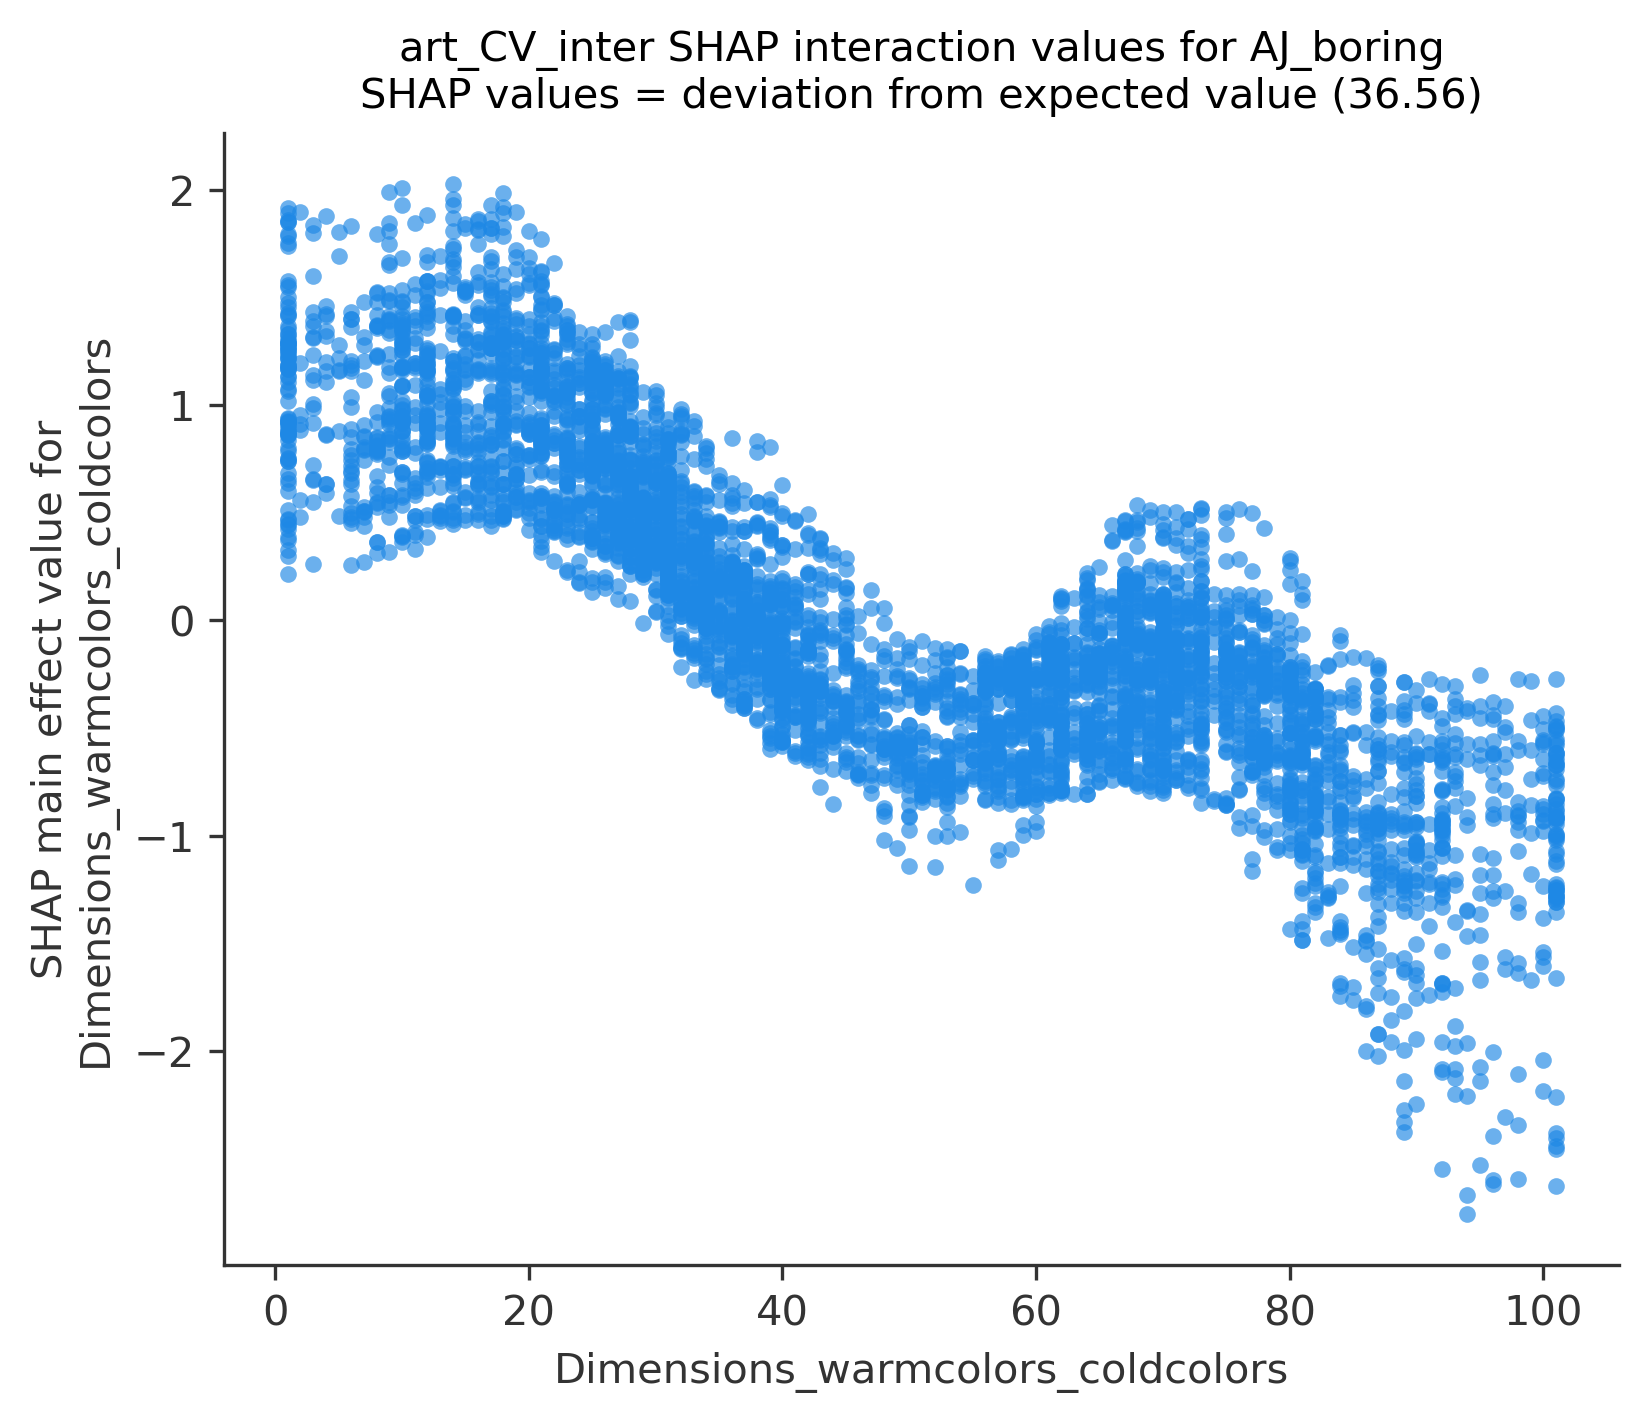 art_CV_inter SHAP interaction values for AJ_boring
SHAP values = deviation from expected value (36.56)
SHAP main effect value for
Dimensions_warmcolors_coldcolors
2
1
0
−1
−2
0
20
40
60
80
100
Dimensions_warmcolors_coldcolors